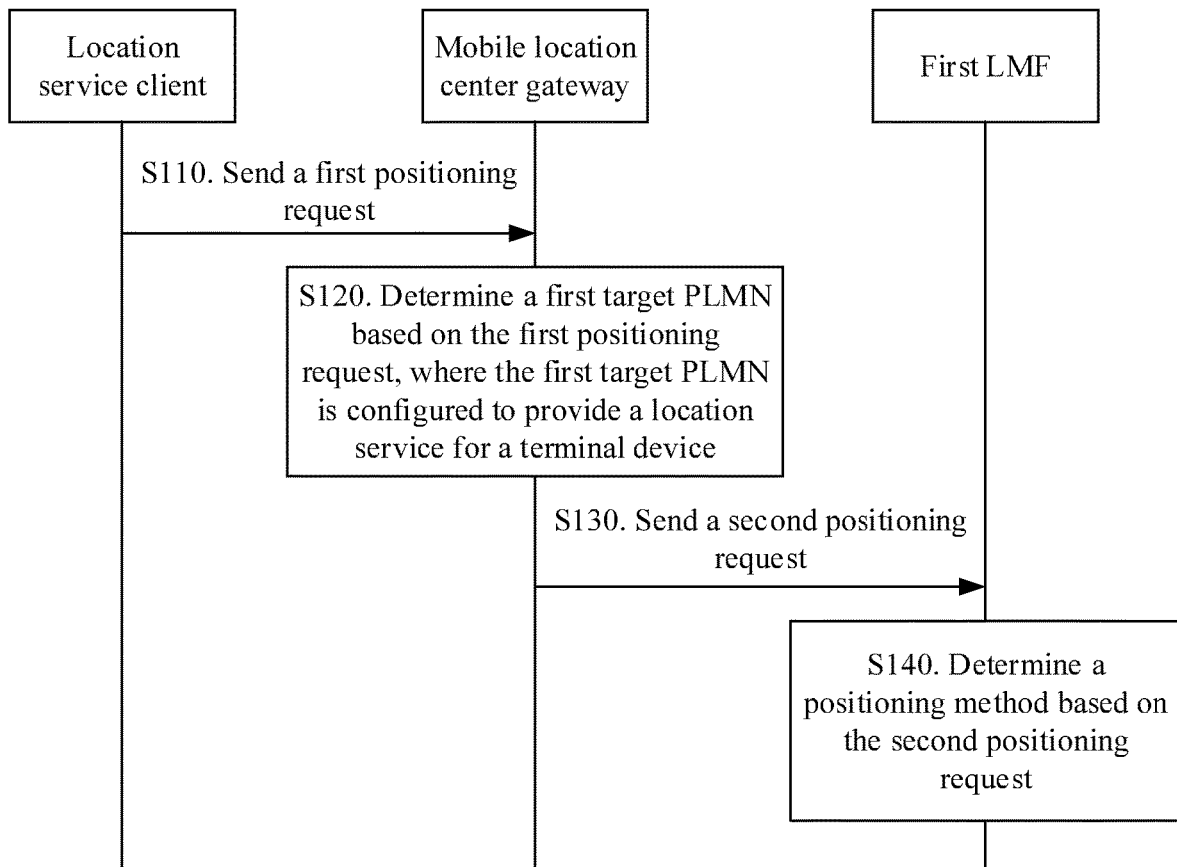 Location
service client
Mobile location
center gateway
First LMF
S110. Send a first positioning
request
S120. Determine a first target PLMN
based on the first positioning
request, where the first target PLMN
is configured to provide a location
service for a terminal device
S130. Send a second positioning
request
S140. Determine a
positioning method based on
the second positioning
request